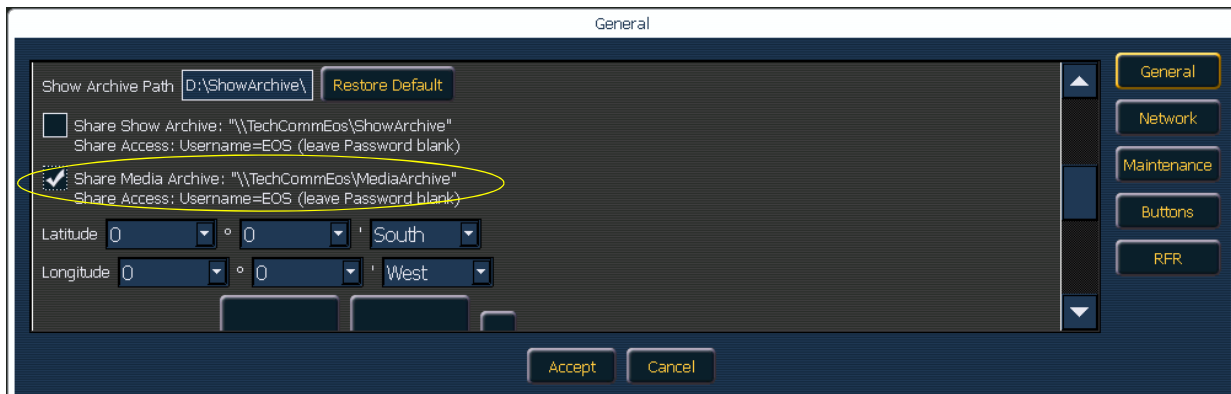 General
Show Archive Path D:\ShowArchive\ Restore Default
Share Show Archive: "\\TechCommEos\ShowArchive"
Share Access: Username=EOS (leave Password blank)
Share Media Archive: "\\TechCommEos\MediaArchive"
Share Access: Username=EOS (leave Password blank)
Latitude 0 ° 0 ' South
Longitude 0 ° 0 ' West
General
Network
Maintenance
Buttons
RFR
Accept Cancel